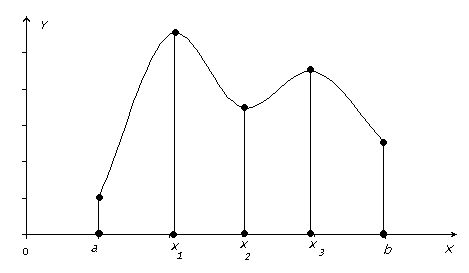 Y
0 a x₁ x₂ x₃ b X